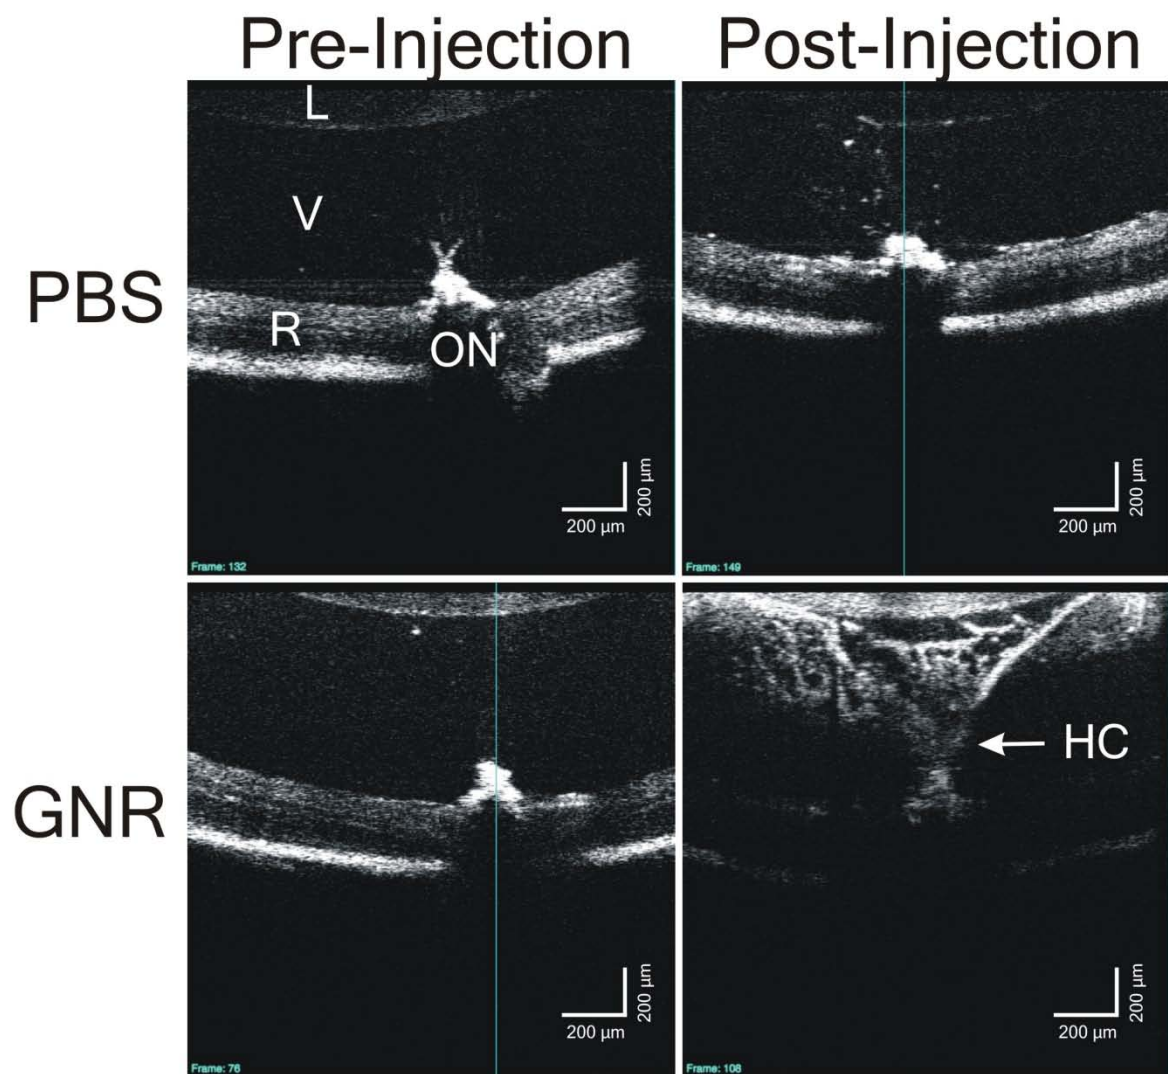 Pre-Injection Post-Injection
PBS
L
V
R
ON
200 µm
200 µm
Frame: 132
200 µm
200 µm
Frame: 149
GNR
200 µm
200 µm
Frame: 76
HC
200 µm
200 µm
Frame: 108